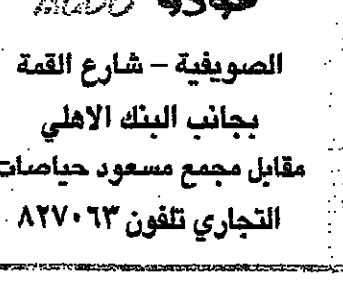 الصويفية – شارع القمة
بجانب البنك الاهلي
مقابل مجمع مسعود حياصات
التجاري تلفون ٨٢٧٠٦٣